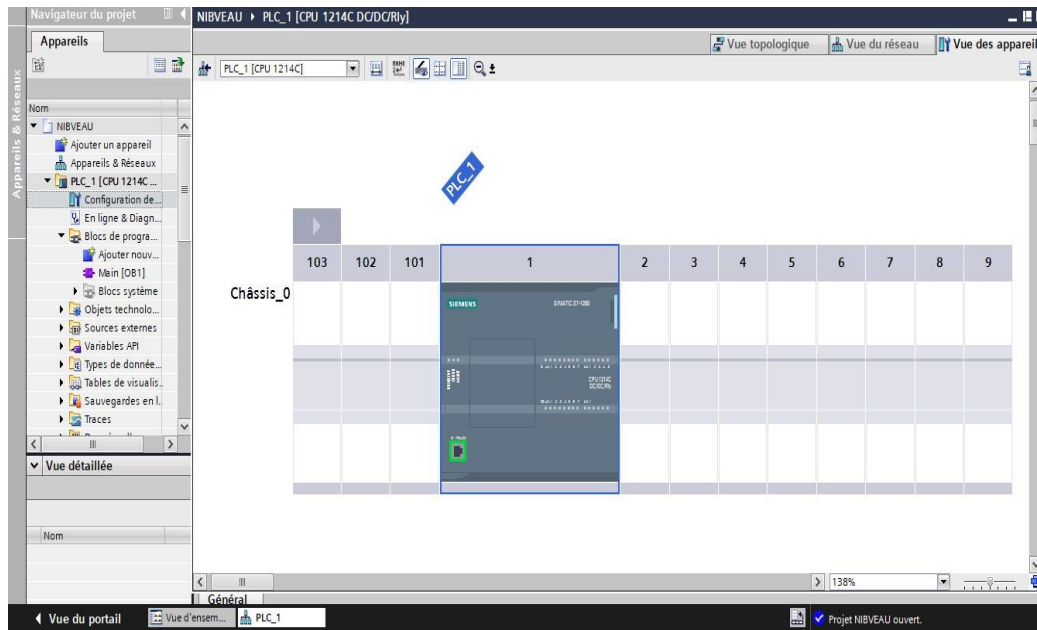 Navigateur du projet
NIBVEAU ▸ PLC_1 [CPU 1214C DC/DC/Rly]
Appareils
Vue topologique
Vue du réseau
Vue des appareil
PLC_1 [CPU 1214C]
Appareils & Réseaux
Nom
NIBVEAU
Ajouter un appareil
Appareils & Réseaux
PLC_1 [CPU 1214C ...
Configuration de...
En ligne & Diagn...
Blocs de progra...
Ajouter nouv...
Main [OB1]
Blocs système
Objets technolo...
Sources externes
Variables API
Types de donnée...
Tables de visualis..
Sauvegardes en l..
Traces
Vue détaillée
Nom
PLC_1
103 102 101 1 2 3 4 5 6 7 8 9
Châssis_0
SIEMENS
SIMATIC S7-1200
CPU 1214C
DC/DC/Rly
138%
Général
Vue du portail
Vue d'ensem...
PLC_1
Projet NIBVEAU ouvert.